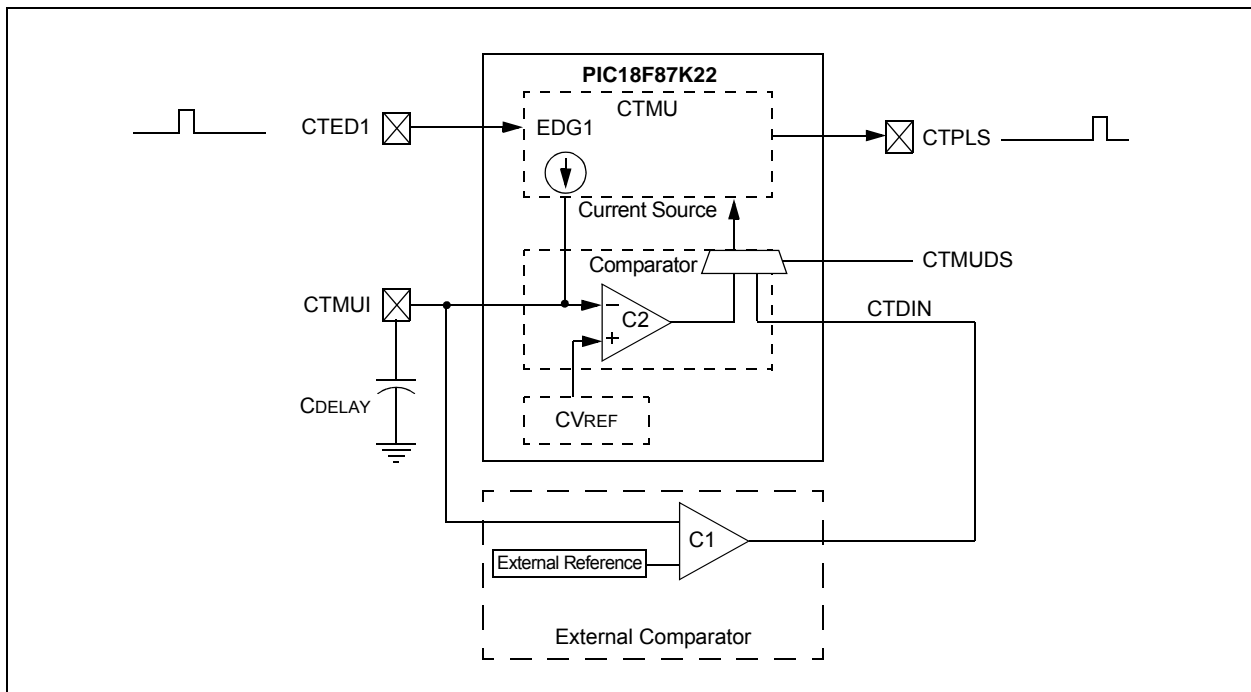 PIC18F87K22
CTMU
CTED1
EDG1
CTPLS
Current Source
Comparator
CTMUDS
CTMUI
–
C2
+
CTDIN
CDELAY
CVREF
C1
External Reference
External Comparator